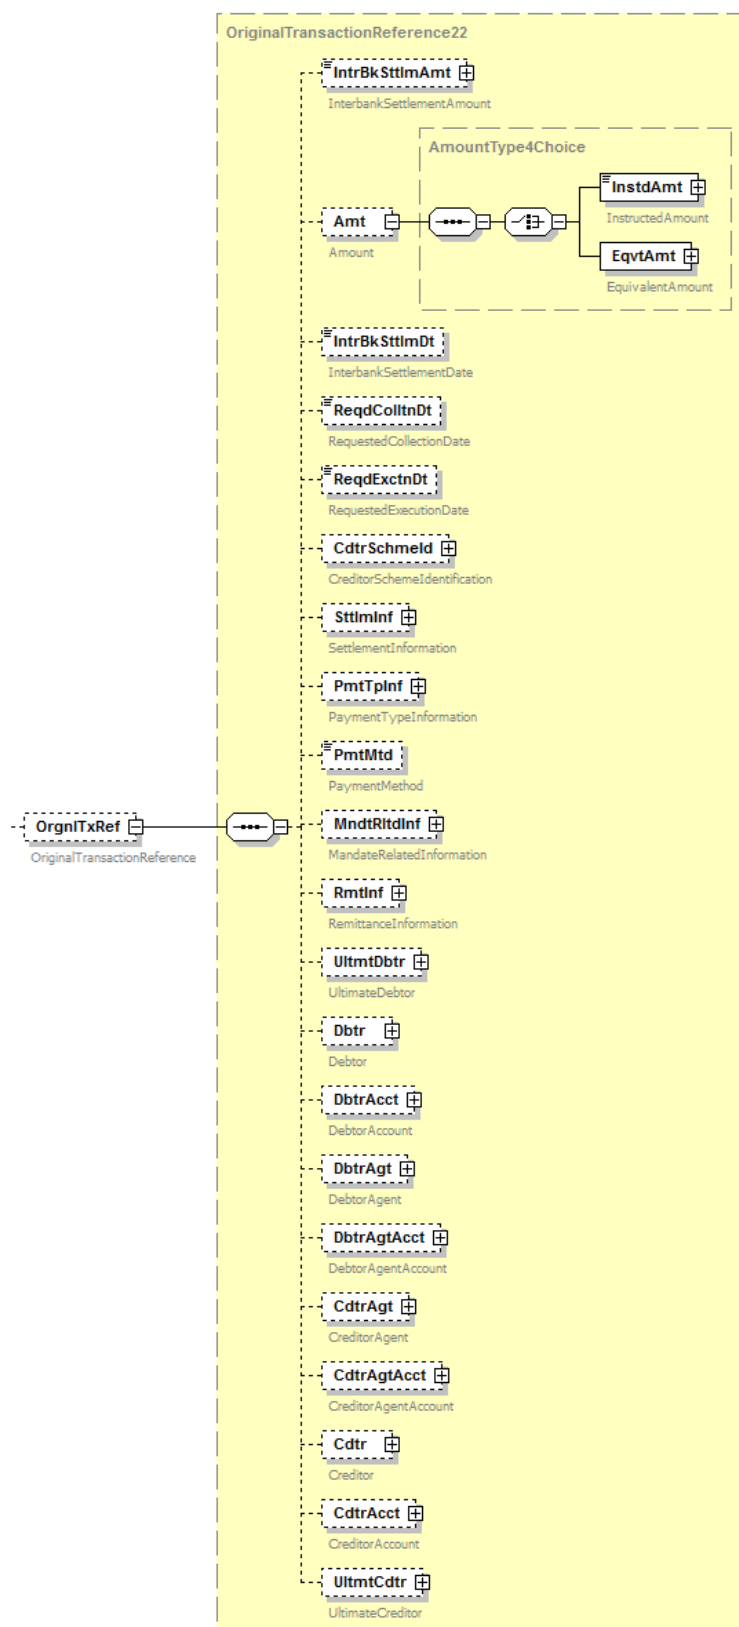 OriginalTransactionReference22
IntrBkSttlmAmt
InterbankSettlementAmount
AmountType4Choice
InstdAmt
InstructedAmount
Amt
Amount
EqvtAmt
EquivalentAmount
IntrBkSttlmDt
InterbankSettlementDate
ReqdColltnDt
RequestedCollectionDate
ReqdExctnDt
RequestedExecutionDate
CdtrSchmeId
CreditorSchemeIdentification
SttlmInf
SettlementInformation
PmtTpInf
PaymentTypeInformation
PmtMtd
PaymentMethod
OrgnlTxRef
OriginalTransactionReference
MndtRltdInf
MandateRelatedInformation
RmtInf
RemittanceInformation
UltmtDbtr
UltimateDebtor
Dbtr
Debtor
DbtrAcct
DebtorAccount
DbtrAgt
DebtorAgent
DbtrAgtAcct
DebtorAgentAccount
CdtrAgt
CreditorAgent
CdtrAgtAcct
CreditorAgentAccount
Cdtr
Creditor
CdtrAcct
CreditorAccount
UltmtCdtr
UltimateCreditor